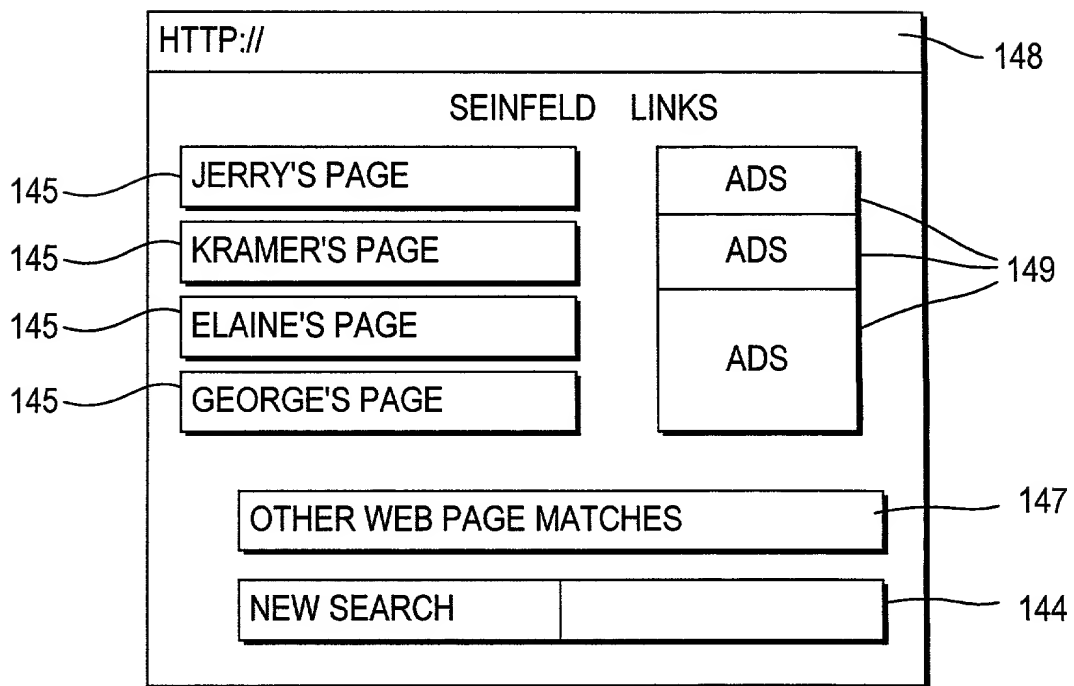 HTTP://
148
SEINFELD LINKS
145
JERRY'S PAGE
ADS
145
KRAMER'S PAGE
ADS
149
145
ELAINE'S PAGE
ADS
145
GEORGE'S PAGE
OTHER WEB PAGE MATCHES
147
NEW SEARCH
144